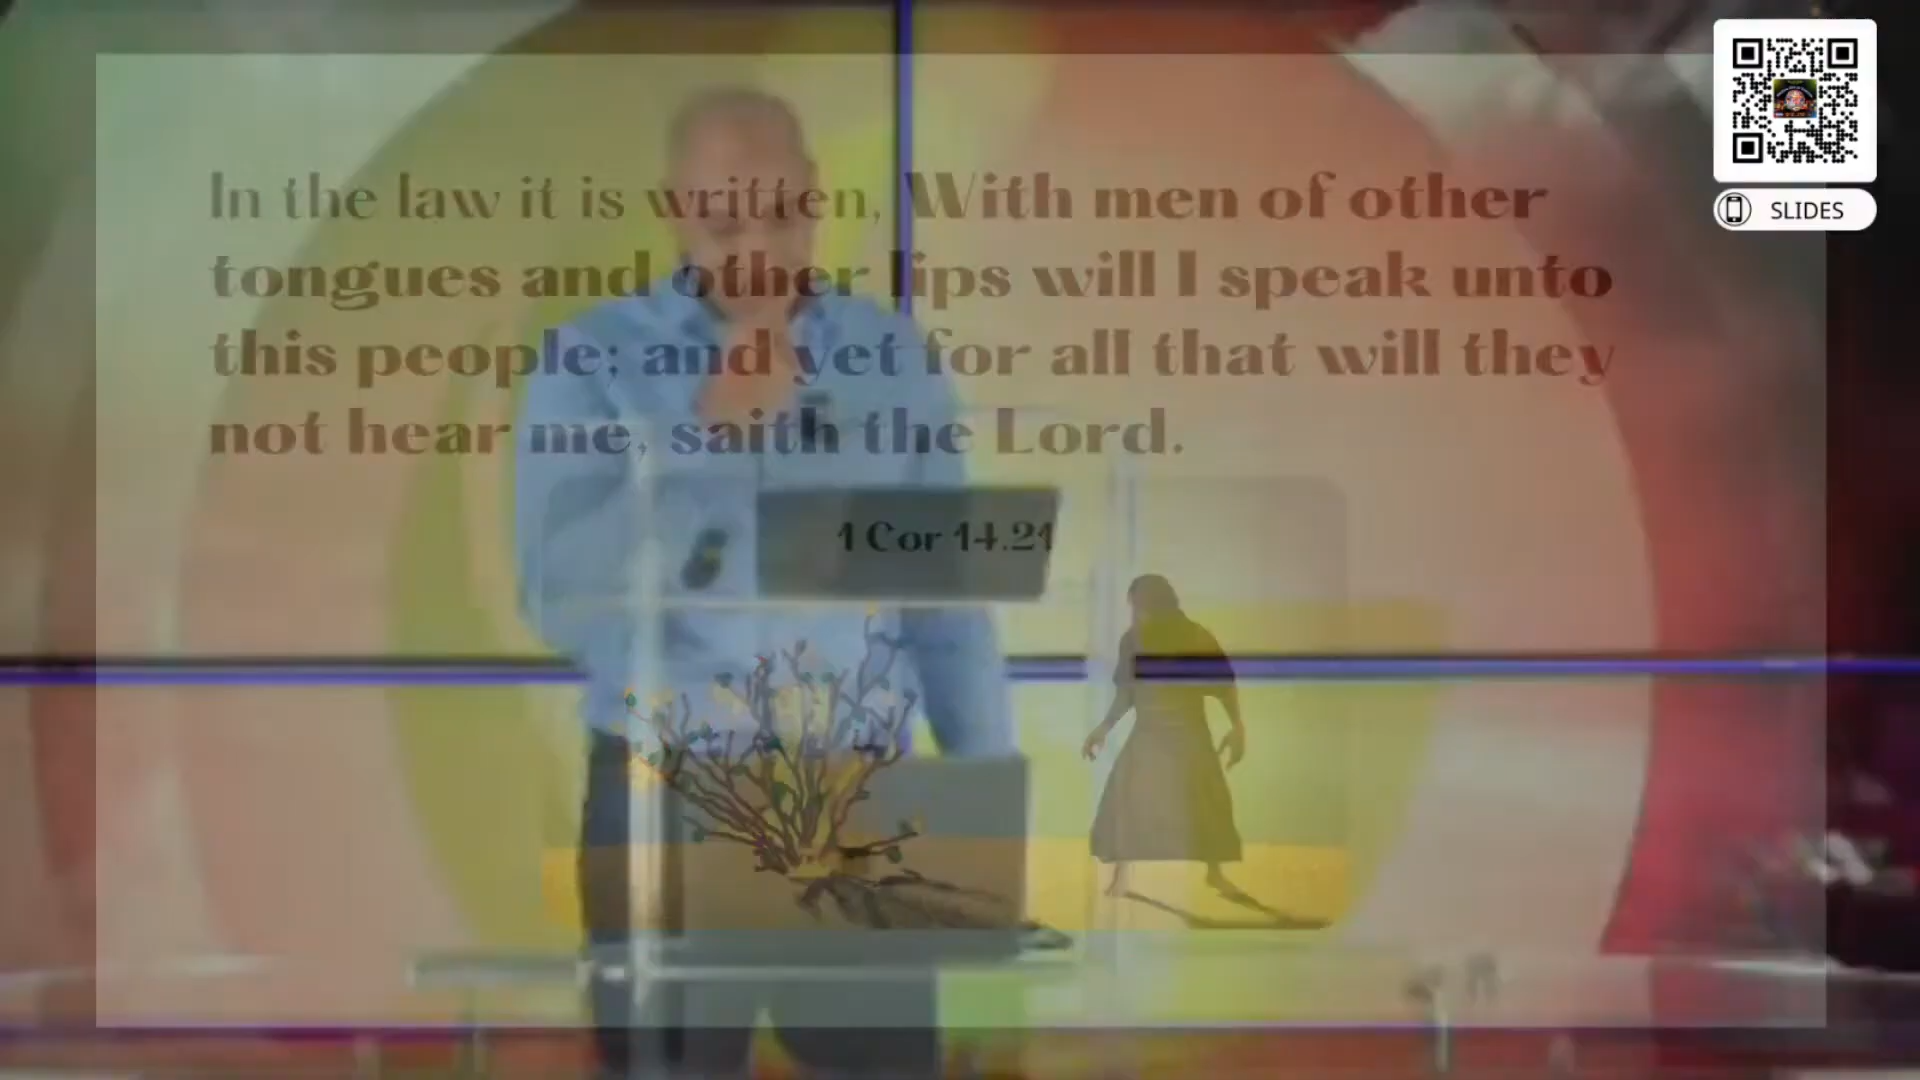 In the law it is written, With men of other
tongues and other lips will I speak unto
this people; and yet for all that will they
not hear me, saith the Lord.
1 Cor 14.21
SLIDES